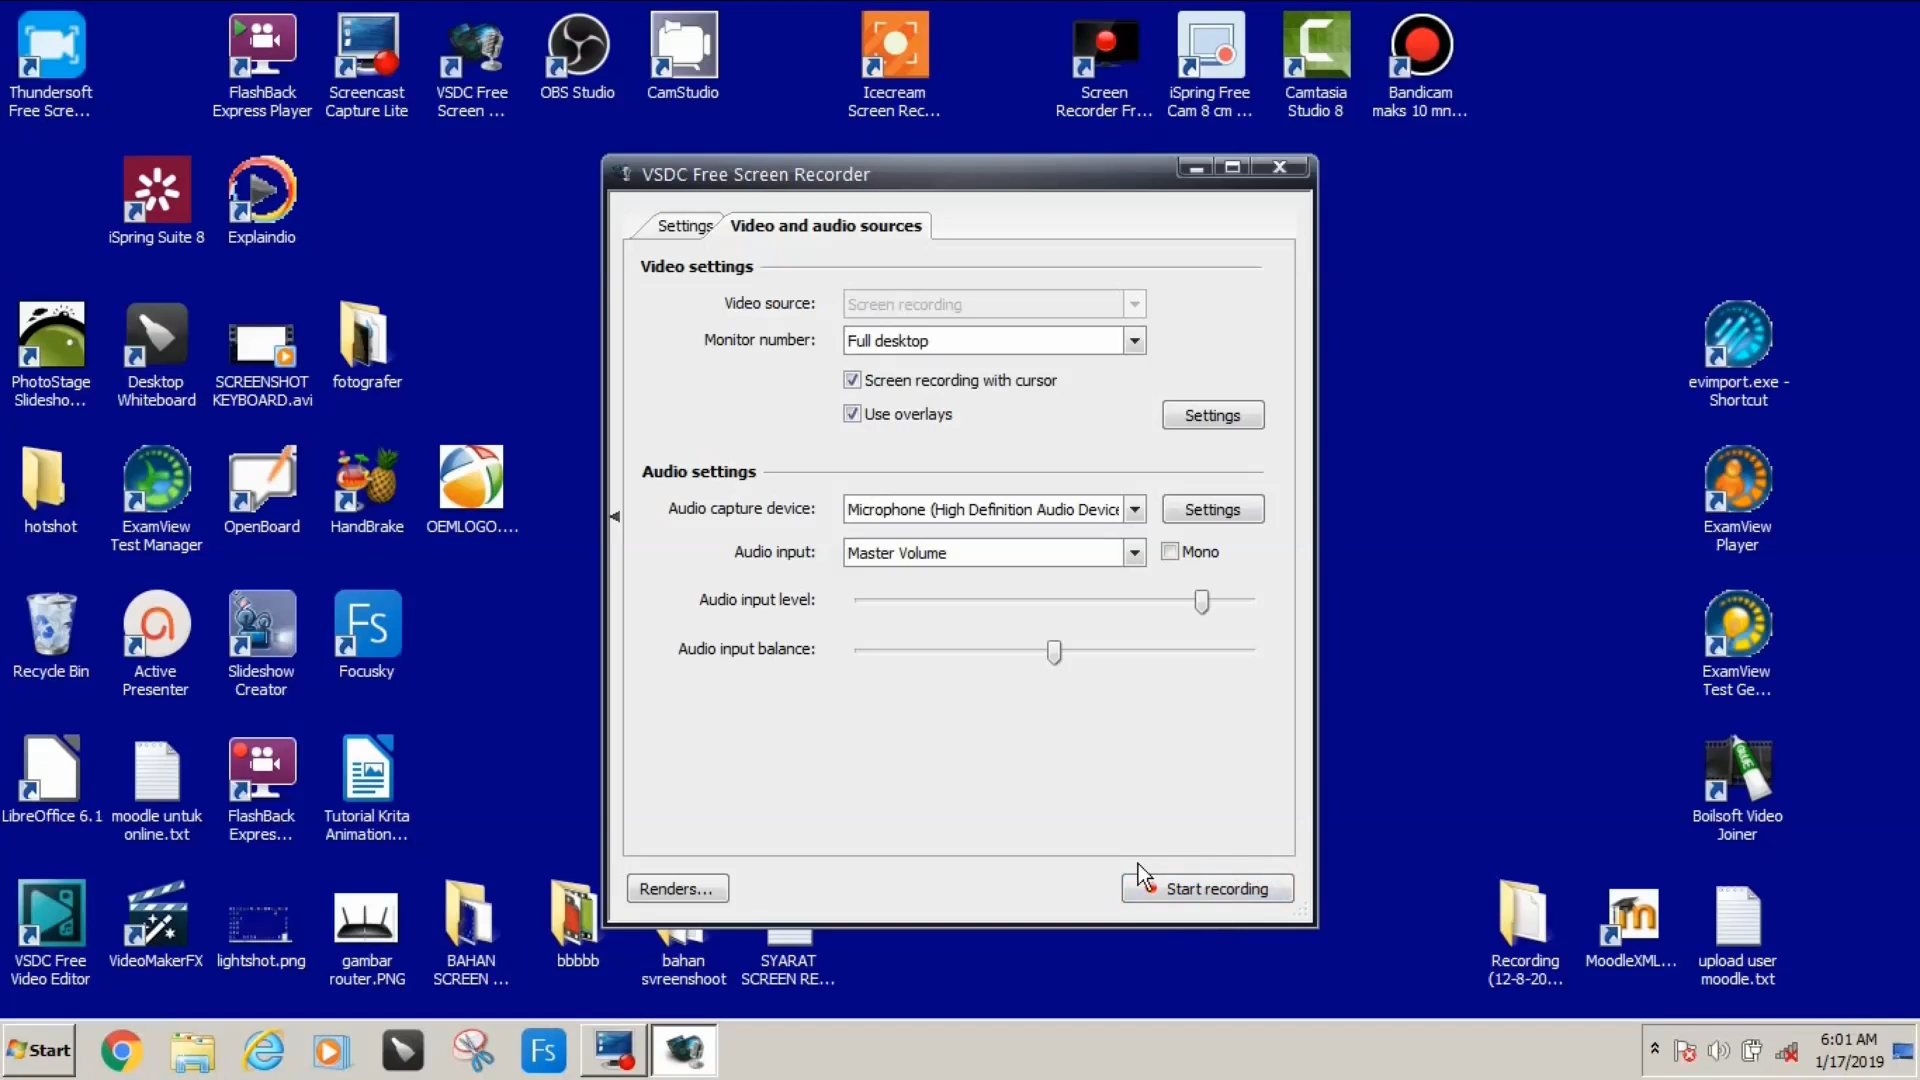 Thundersoft
Free Scre...
FlashBack
Express Player
Screencast
Capture Lite
VSDC Free
Screen ...
OBS Studio
CamStudio
Icecream
Screen Rec...
Screen
Recorder Fr...
iSpring Free
Cam 8 cm ...
Camtasia
Studio 8
Bandicam
maks 10 mn...
iSpring Suite 8
Explaindio
VSDC Free Screen Recorder
Settings
Video and audio sources
Video settings
Video source:
Screen recording
Monitor number:
Full desktop
Screen recording with cursor
Use overlays
Settings
Audio settings
Audio capture device:
Microphone (High Definition Audio Device
Settings
Audio input:
Master Volume
Mono
Audio input level:
Audio input balance:
Renders...
Start recording
PhotoStage
Slidesho...
Desktop
Whiteboard
SCREENSHOT
KEYBOARD.avi
fotografer
evimport.exe -
Shortcut
hotshot
ExamView
Test Manager
OpenBoard
HandBrake
OEMLOGO....
ExamView
Player
Recycle Bin
Active
Presenter
Slideshow
Creator
Fs
Focusky
ExamView
Test Ge...
LibreOffice 6.1
moodle untuk
online.txt
FlashBack
Expres...
Tutorial Krita
Animation...
GLUE
Boilsoft Video
Joiner
VSDC Free
Video Editor
VideoMakerFX
lightshot.png
gambar
router.PNG
BAHAN
SCREEN ...
bbbbb
bahan
svreenshoot
SYARAT
SCREEN RE...
Recording
(12-8-20...
m
MoodleXML...
upload user
moodle.txt
Start
Fs
6:01 AM
1/17/2019